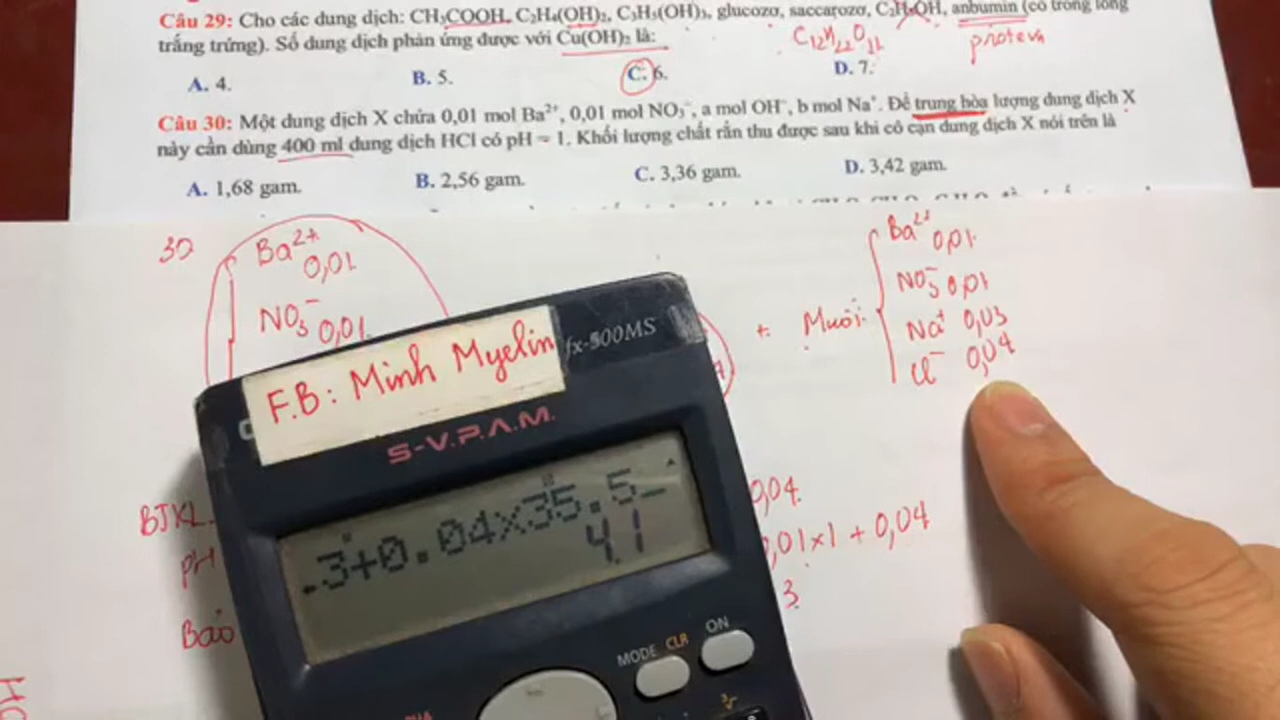 Câu 29: Cho các dung dịch: CH₃COOH, C₂H₄(OH)₂, C₃H₅(OH)₃, glucozơ, saccarozơ, C₂H₅OH, anbumin (có trong lòng
trắng trứng). Số dung dịch phản ứng được với Cu(OH)₂ là:
C₁₂H₂₂O₁₁
protein
A. 4. B. 5. C. 6. D. 7.
Câu 30: Một dung dịch X chứa 0,01 mol Ba²⁺, 0,01 mol NO₃⁻, a mol OH⁻, b mol Na⁺. Để trung hòa lượng dung dịch X
này cần dùng 400 ml dung dịch HCl có pH = 1. Khối lượng chất rắn thu được sau khi cô cạn dung dịch X nói trên là
A. 1,68 gam. B. 2,56 gam. C. 3,36 gam. D. 3,42 gam.
30
Ba²⁺ 0,01
NO₃⁻ 0,01
+ Muối:
Ba²⁺ 0,01
NO₃⁻ 0,01
Na⁺ 0,03
Cl⁻ 0,04
fx-500MS
F.B: Minh Myelin
S-V.P.A.M.
.3+0.04×35.5
4.1
BTKL
pH
Bảo
0,04
0,01x1 + 0,04
3
MODE CLR ON